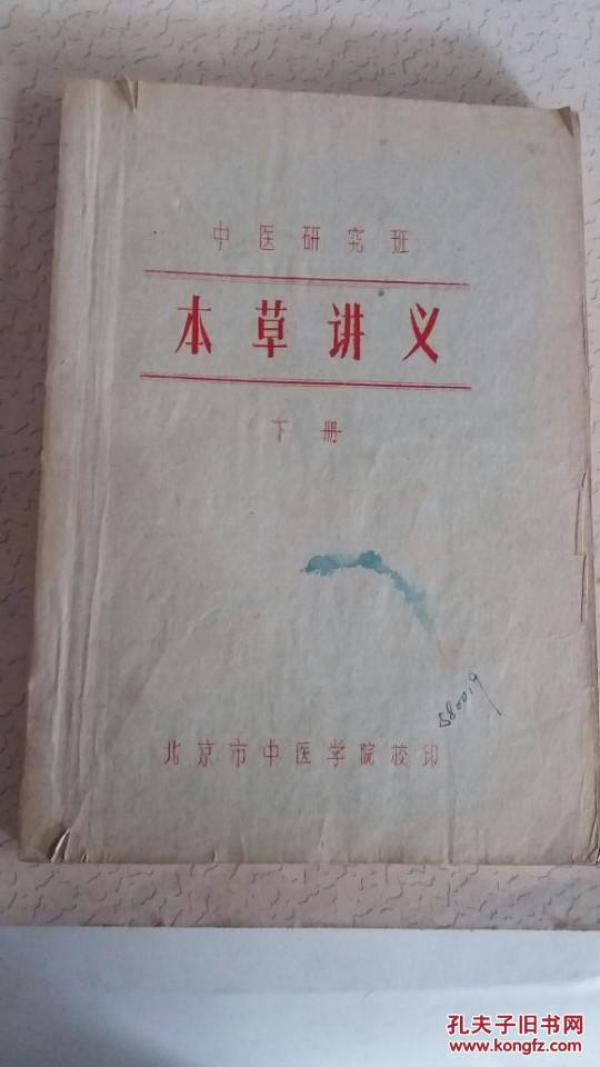 中医研究班
本草讲义
下册
北京市中医学院校印
孔夫子旧书网
www.kongfz.com